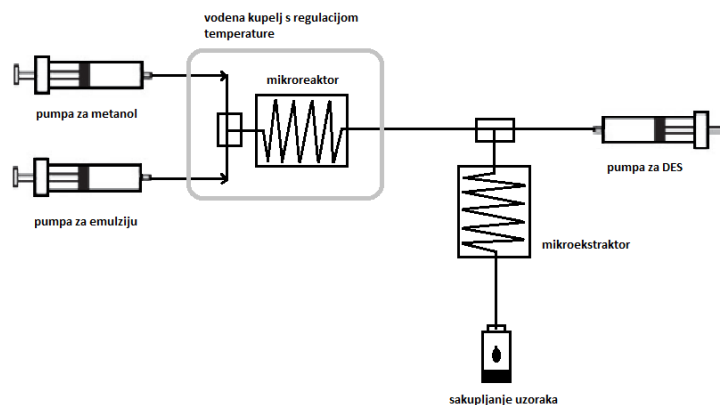 vodena kupelj s regulacijom
temperature
mikroreaktor
pumpa za metanol
pumpa za DES
pumpa za emulziju
mikroekstraktor
sakupljanje uzoraka